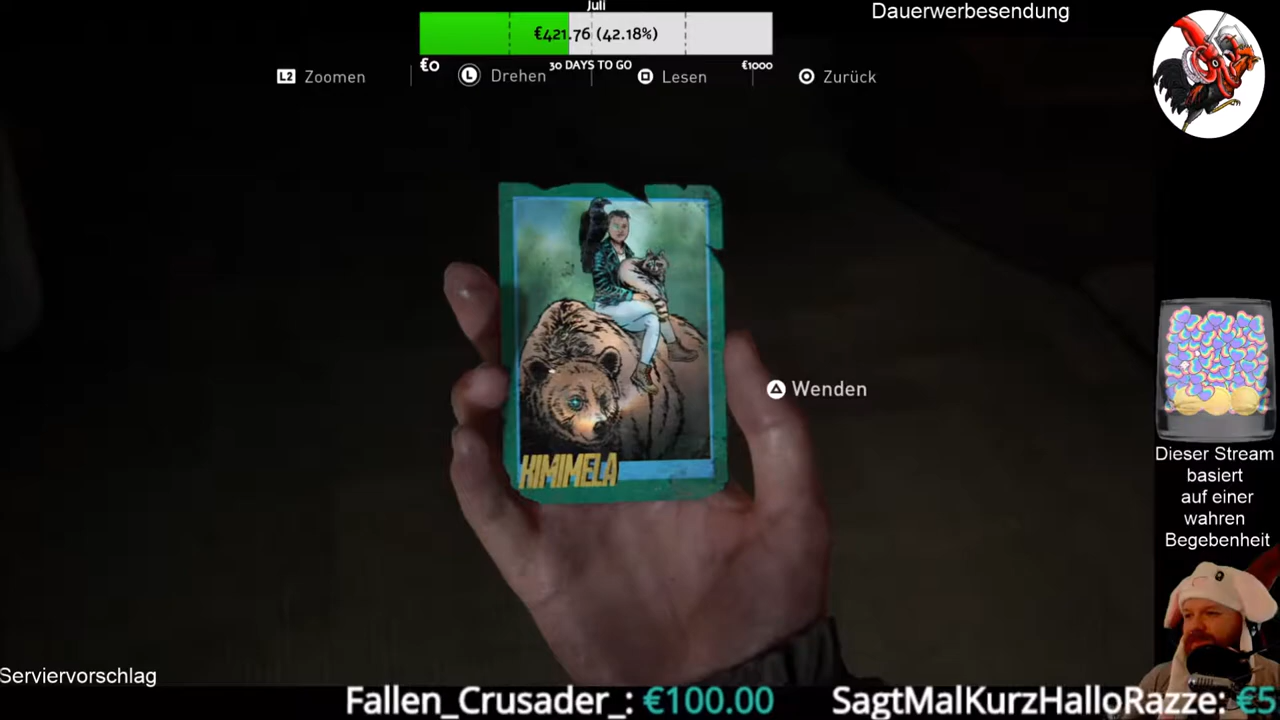 Juli
€421.76 (42.18%)
€0
30 DAYS TO GO
€1000
Dauerwerbesendung
L2 Zoomen
L Drehen
Lesen
Zurück
Wenden
KIMIMELA
Dieser Stream
basiert
auf einer
wahren
Begebenheit
Serviervorschlag
Fallen_Crusader_: €100.00
SagtMalKurzHalloRazze: €5